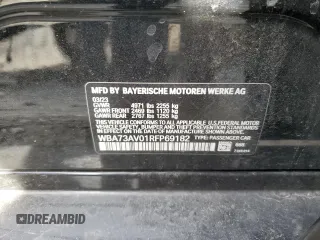 MFD BY BAYERISCHE MOTOREN WERKE AG
03/23
GVWR 4971 lbs 2255 kg
GAWR FRONT 2469 lbs 1120 kg
GAWR REAR 2767 lbs 1255 kg
THIS VEHICLE CONFORMS TO ALL APPLICABLE U.S. FEDERAL MOTOR VEHICLE SAFETY, BUMPER AND THEFT PREVENTION STANDARDS IN EFFECT ON THE DATE OF MANUFACTURE SHOWN ABOVE.
WBA73AV01RFP69182 TYPE: PASSENGER CAR
DREAMBID